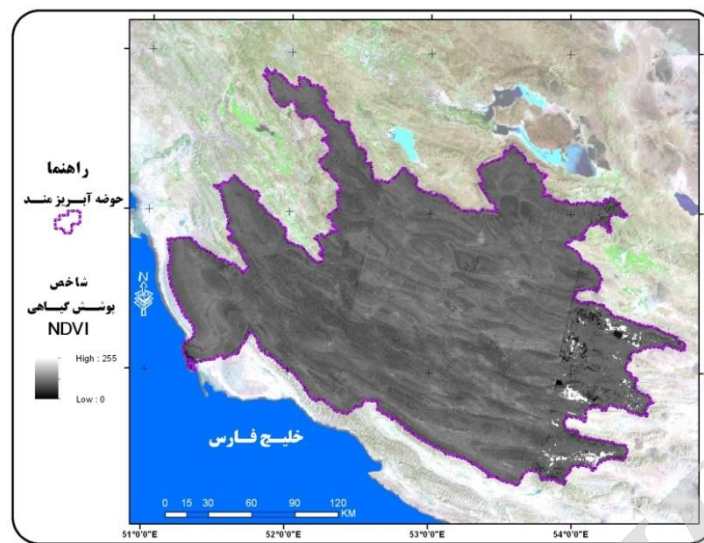 راهنما
حوضه آبریز مند
شاخص
پوشش گیاهی
NDVI
High : 255
Low : 0
N
خلیج فارس
0 15 30 60 90 120
KM
51°0'0" 52°0'0" 53°0'0" 54°0'0"